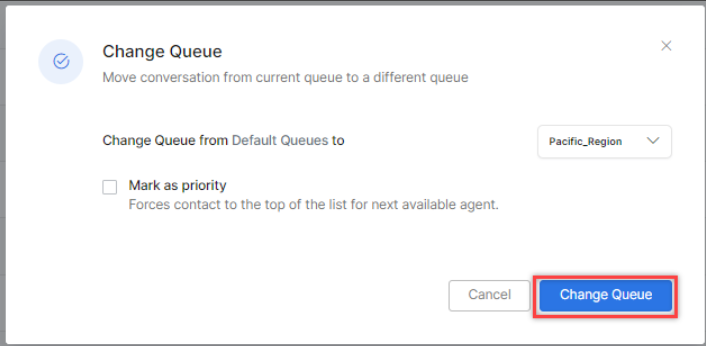 Change Queue
Move conversation from current queue to a different queue
Change Queue from Default Queues to
Pacific_Region
Mark as priority
Forces contact to the top of the list for next available agent.
Cancel
Change Queue